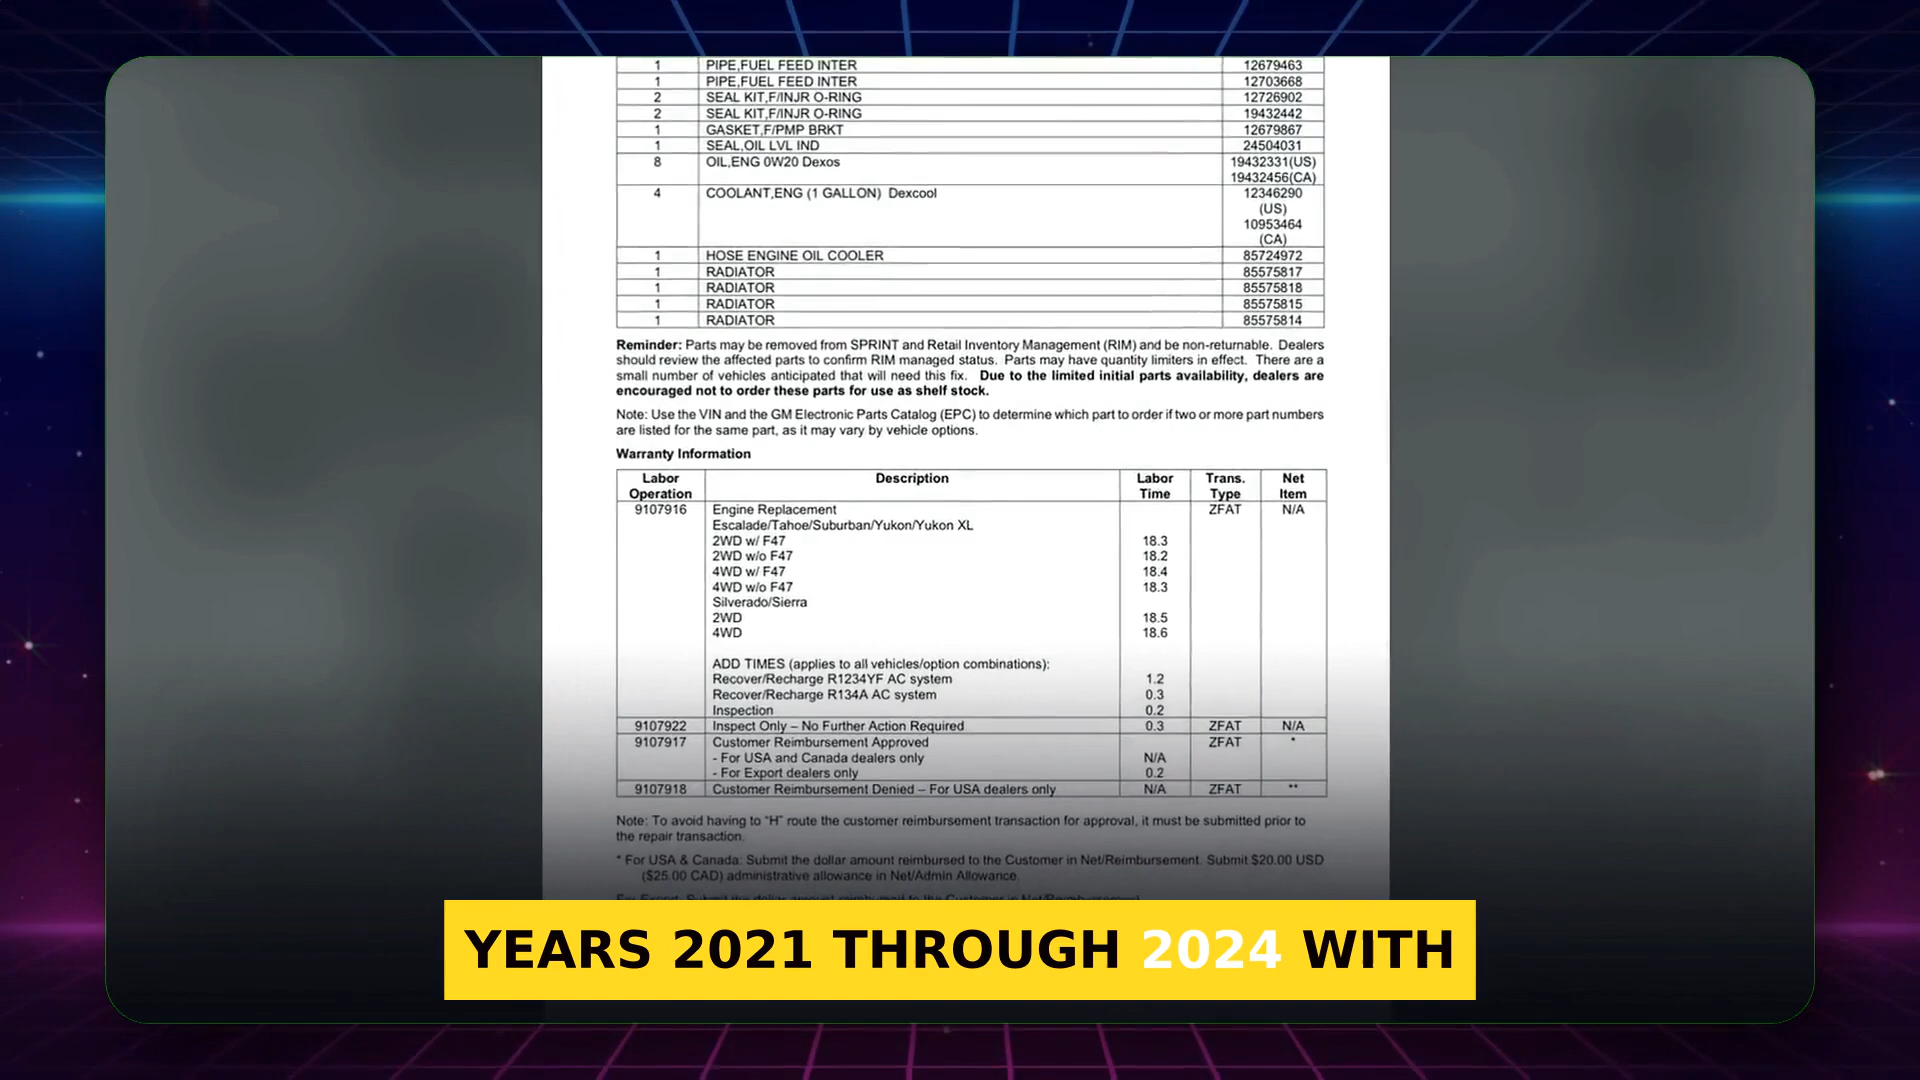 1 PIPE,FUEL FEED INTER 12679463
1 PIPE,FUEL FEED INTER 12703668
2 SEAL KIT,F/INJR O-RING 12726902
2 SEAL KIT,F/INJR O-RING 19432442
1 GASKET,F/PMP BRKT 12679867
1 SEAL,OIL LVL IND 24504031
8 OIL,ENG 0W20 Dexos 19432331(US)
19432456(CA)
4 COOLANT,ENG (1 GALLON) Dexcool 12346290
(US)
10953464
(CA)
1 HOSE ENGINE OIL COOLER 85724972
1 RADIATOR 85575817
1 RADIATOR 85575818
1 RADIATOR 85575815
1 RADIATOR 85575814
Reminder: Parts may be removed from SPRINT and Retail Inventory Management (RIM) and be non-returnable. Dealers
should review the affected parts to confirm RIM managed status. Parts may have quantity limiters in effect. There are a
small number of vehicles anticipated that will need this fix. Due to the limited initial parts availability, dealers are
encouraged not to order these parts for use as shelf stock.
Note: Use the VIN and the GM Electronic Parts Catalog (EPC) to determine which part to order if two or more part numbers
are listed for the same part, as it may vary by vehicle options.
Warranty Information
Labor Description Labor Trans. Net
Operation Time Type Item
9107916 Engine Replacement ZFAT N/A
Escalade/Tahoe/Suburban/Yukon/Yukon XL
2WD w/ F47 18.3
2WD w/o F47 18.2
4WD w/ F47 18.4
4WD w/o F47 18.3
Silverado/Sierra
2WD 18.5
4WD 18.6
ADD TIMES (applies to all vehicles/option combinations):
Recover/Recharge R1234YF AC system 1.2
Recover/Recharge R134A AC system 0.3
Inspection 0.2
9107922 Inspect Only – No Further Action Required 0.3 ZFAT N/A
9107917 Customer Reimbursement Approved ZFAT *
- For USA and Canada dealers only N/A
- For Export dealers only 0.2
9107918 Customer Reimbursement Denied – For USA dealers only N/A ZFAT **
Note: To avoid having to "H" route the customer reimbursement transaction for approval, it must be submitted prior to
the repair transaction.
* For USA & Canada: Submit the dollar amount reimbursed to the Customer in Net/Reimbursement. Submit $20.00 USD
($25.00 CAD) administrative allowance in Net/Admin Allowance.
For Export: Submit the dollar amount reimbursed to the Customer in Net/Reimbursement.
YEARS 2021 THROUGH 2024 WITH